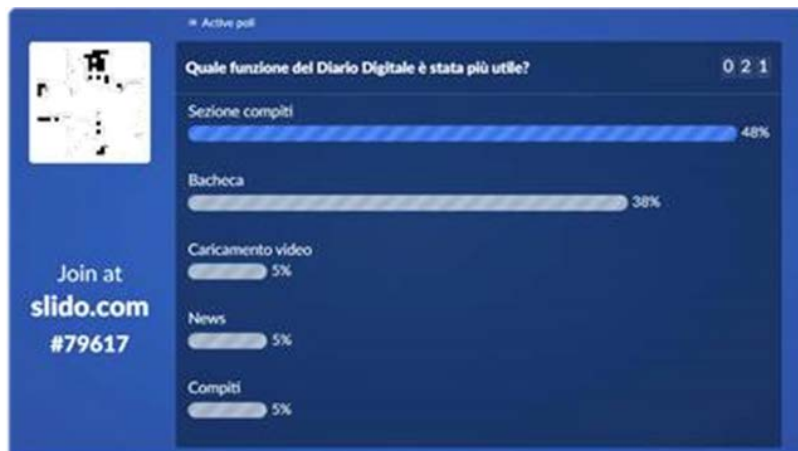 Active poll
Quale funzione del Diario Digitale è stata più utile?
0 2 1
Sezione compiti
48%
Bacheca
38%
Caricamento video
5%
News
5%
Compiti
5%
Join at
slido.com
#79617